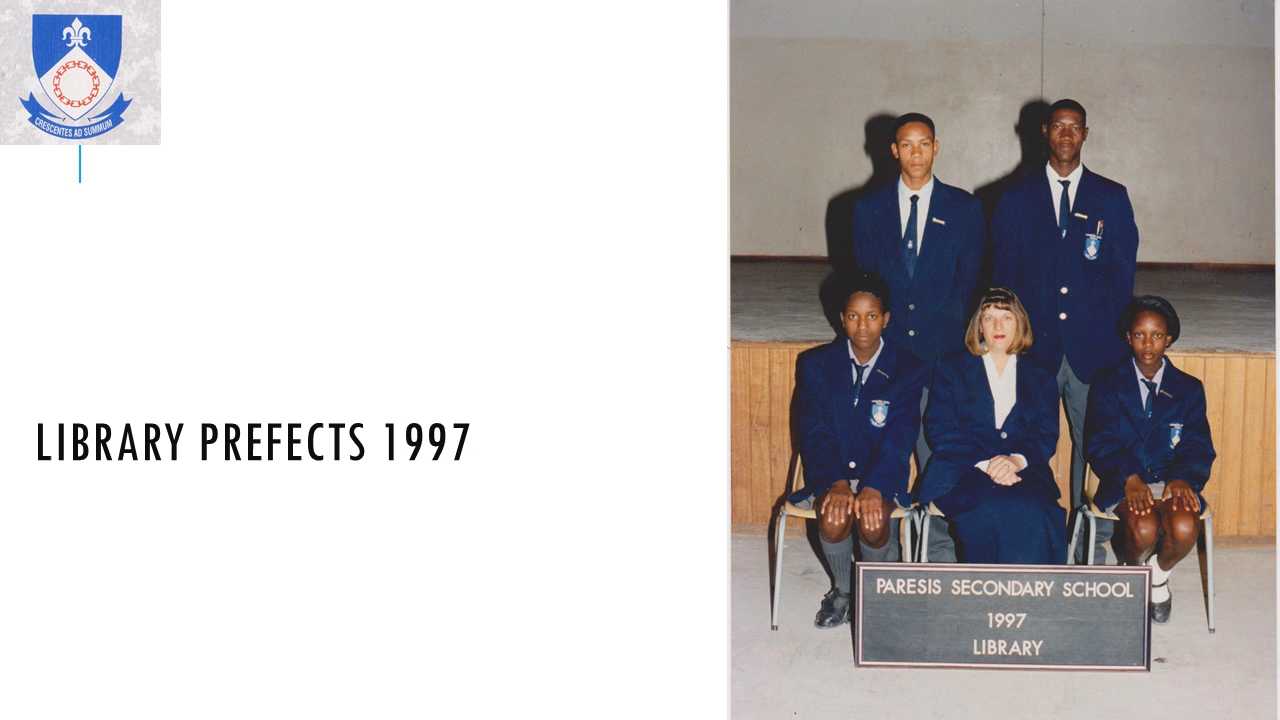 CRESCENTES AD SUMMUM
LIBRARY PREFECTS 1997
PARESIS SECONDARY SCHOOL
1997
LIBRARY